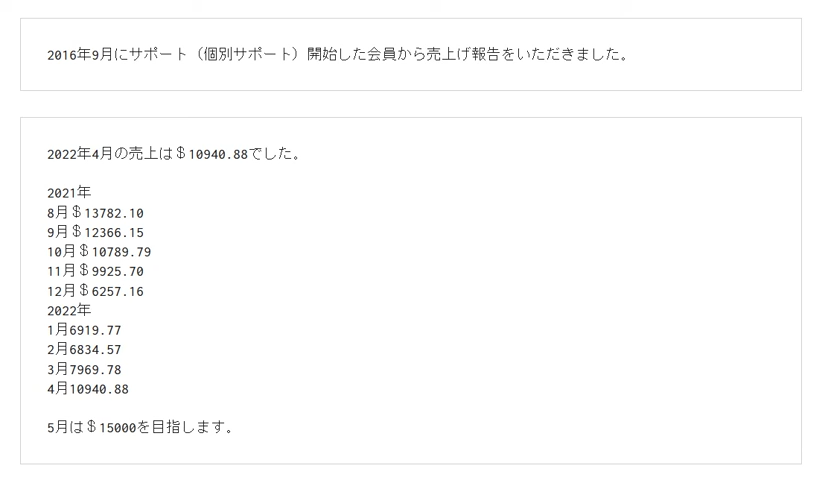 2016年9月にサポート（個別サポート）開始した会員から売上げ報告をいただきました。
2022年4月の売上は＄10940.88でした。
2021年
8月＄13782.10
9月＄12366.15
10月＄10789.79
11月＄9925.70
12月＄6257.16
2022年
1月6919.77
2月6834.57
3月7969.78
4月10940.88
5月は＄15000を目指します。